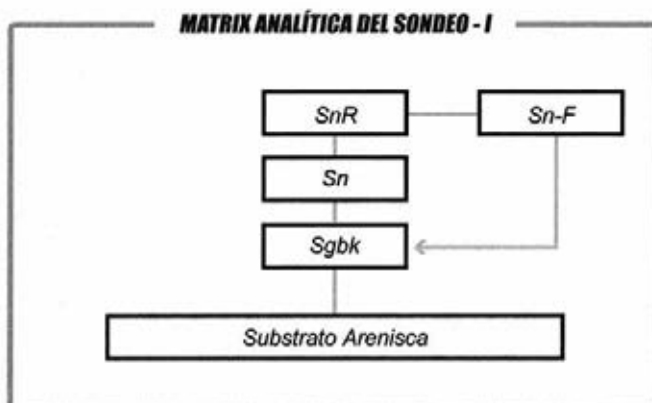 MATRIX ANALÍTICA DEL SONDEO - I
SnR
Sn-F
Sn
Sgbk
Substrato Arenisca